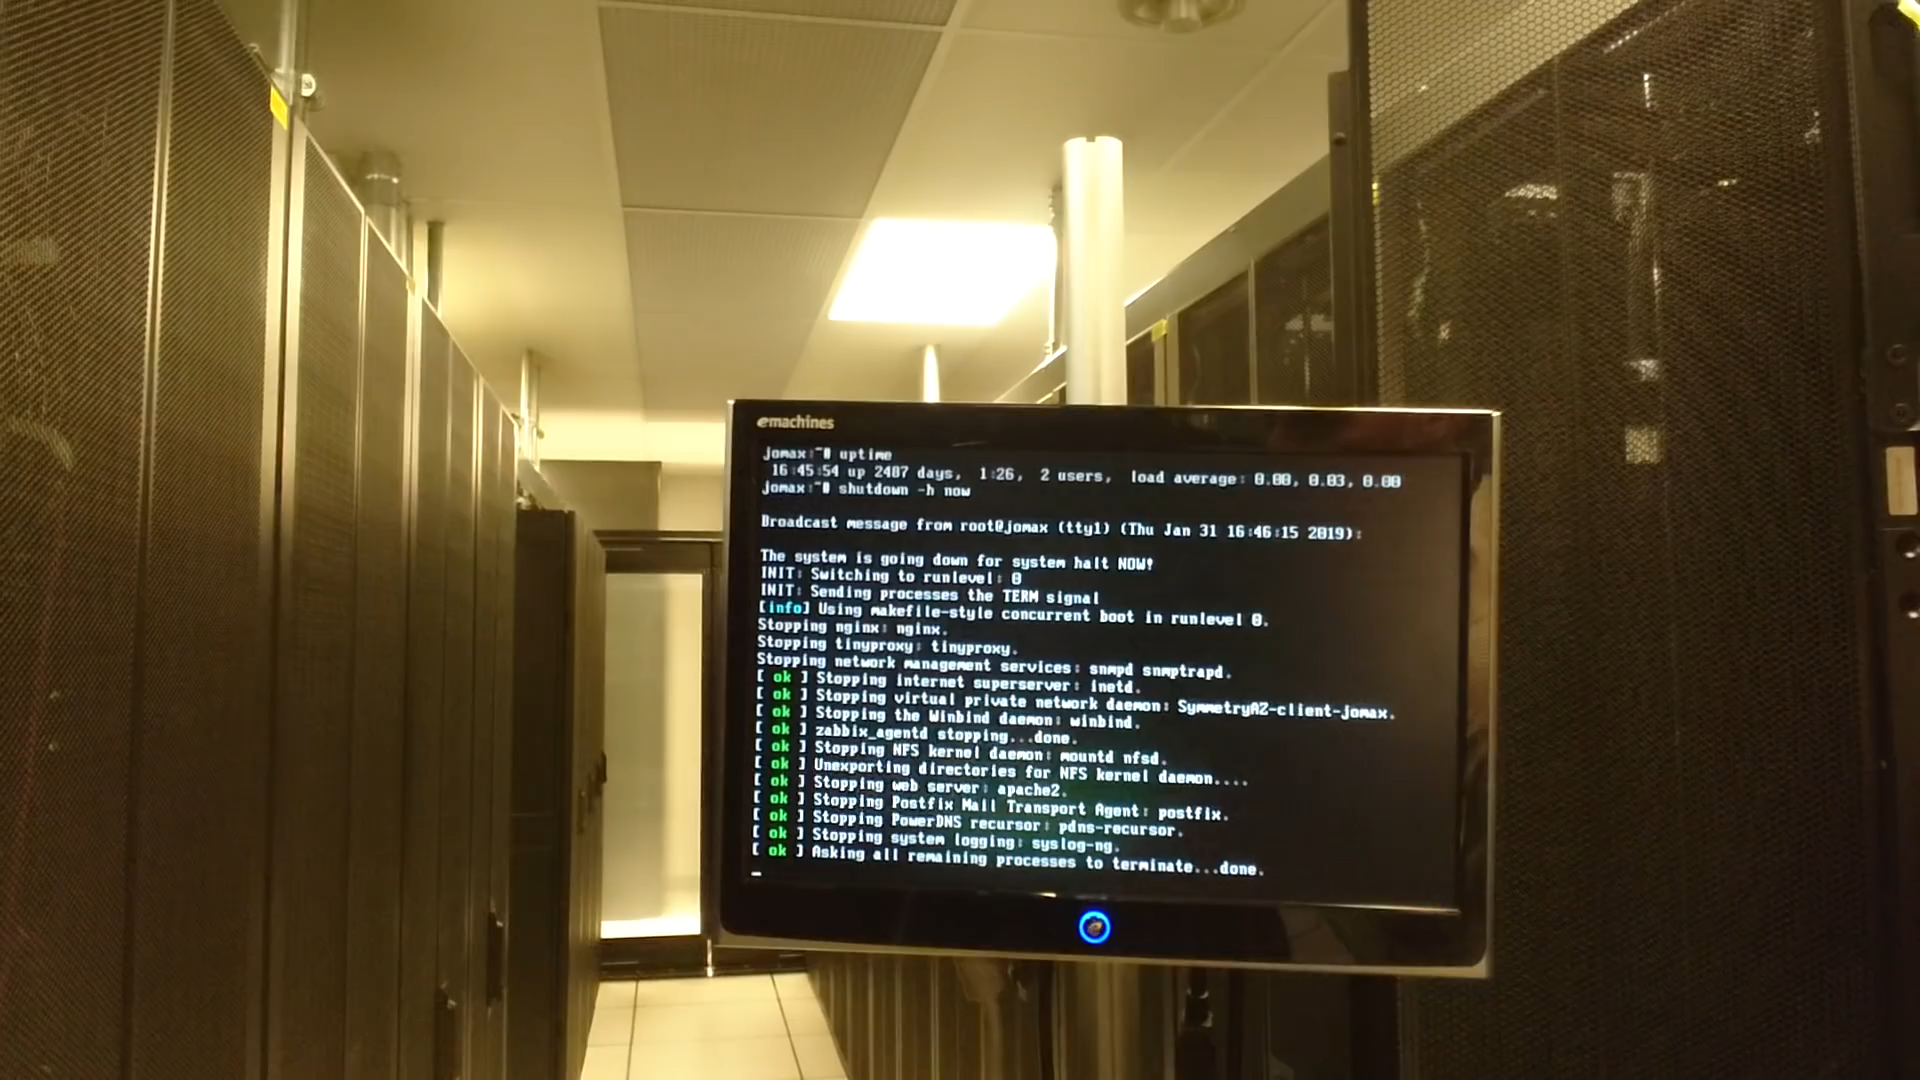 emachines
jomax:~# uptime
16:45:54 up 2487 days, 1:26, 2 users, load average: 0.00, 0.03, 0.00
jomax:~# shutdown -h now
Broadcast message from root@jomax (tty1) (Thu Jan 31 16:46:15 2019):
The system is going down for system halt NOW!
INIT: Switching to runlevel: 0
INIT: Sending processes the TERM signal
[info] Using makefile-style concurrent boot in runlevel 0.
Stopping nginx: nginx.
Stopping tinyproxy: tinyproxy.
Stopping network management services: snmpd snmptrapd.
[ ok ] Stopping internet superserver: inetd.
[ ok ] Stopping virtual private network daemon: SymmetryAZ-client-jomax.
[ ok ] Stopping the Winbind daemon: winbind.
[ ok ] zabbix_agentd stopping...done.
[ ok ] Stopping NFS kernel daemon: mountd nfsd.
[ ok ] Unexporting directories for NFS kernel daemon....
[ ok ] Stopping web server: apache2.
[ ok ] Stopping Postfix Mail Transport Agent: postfix.
[ ok ] Stopping PowerDNS recursor: pdns-recursor.
[ ok ] Stopping system logging: syslog-ng.
[ ok ] Asking all remaining processes to terminate...done.